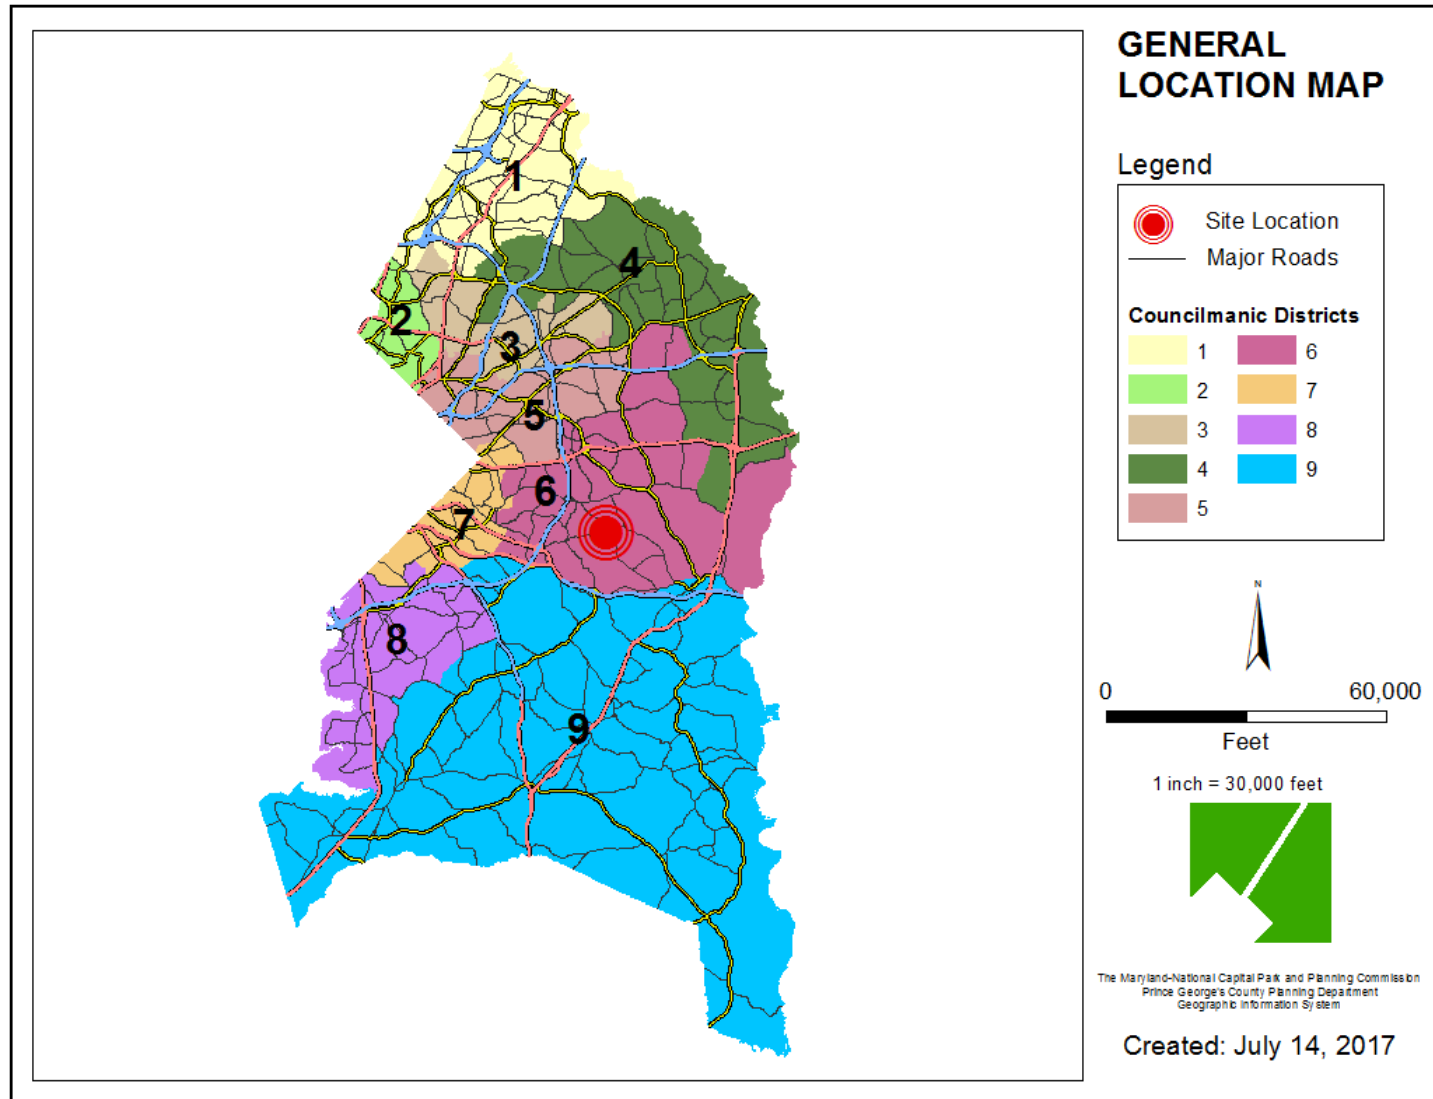 GENERAL
LOCATION MAP
Legend
Site Location
Major Roads
Councilmanic Districts
1 6
2 7
3 8
4 9
5
1
4
2
3
5
6
7
8
9
N
0 60,000
Feet
1 inch = 30,000 feet
The Maryland-National Capital Park and Planning Commission
Prince George's County Planning Department
Geographic Information System
Created: July 14, 2017